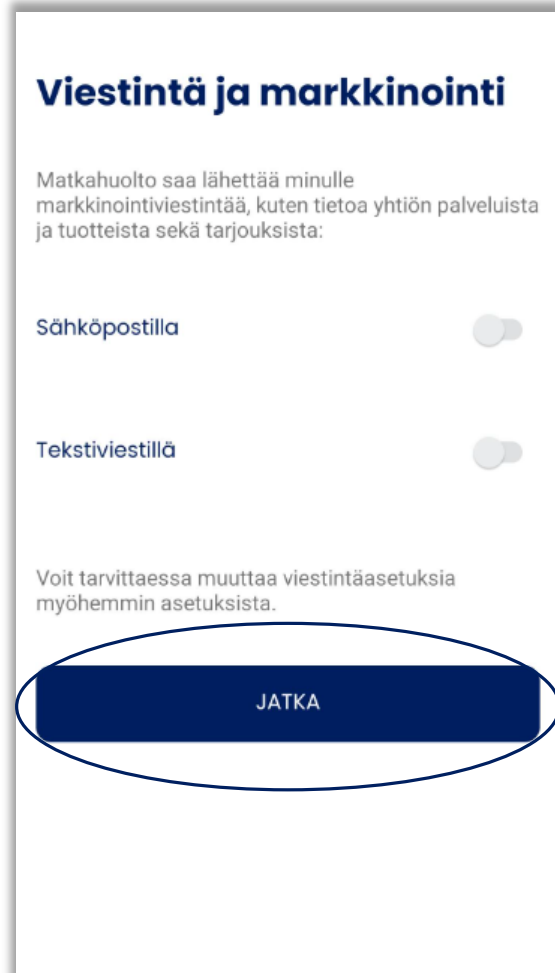 Viestintä ja markkinointi
Matkahuolto saa lähettää minulle
markkinointiviestintää, kuten tietoa yhtiön palveluista
ja tuotteista sekä tarjouksista:
Sähköpostilla
Tekstiviestillä
Voit tarvittaessa muuttaa viestintäasetuksia
myöhemmin asetuksista.
JATKA